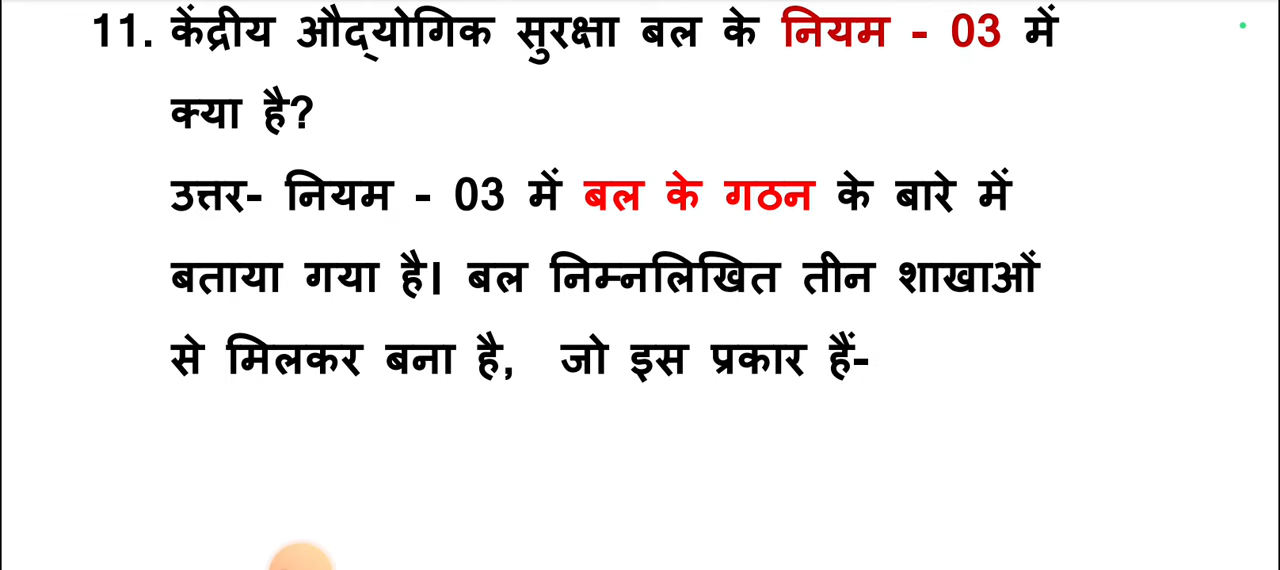 11. केंद्रीय औद्योगिक सुरक्षा बल के नियम - 03 में
क्या है?
उत्तर- नियम - 03 में बल के गठन के बारे में
बताया गया है। बल निम्नलिखित तीन शाखाओं
से मिलकर बना है, जो इस प्रकार हैं-